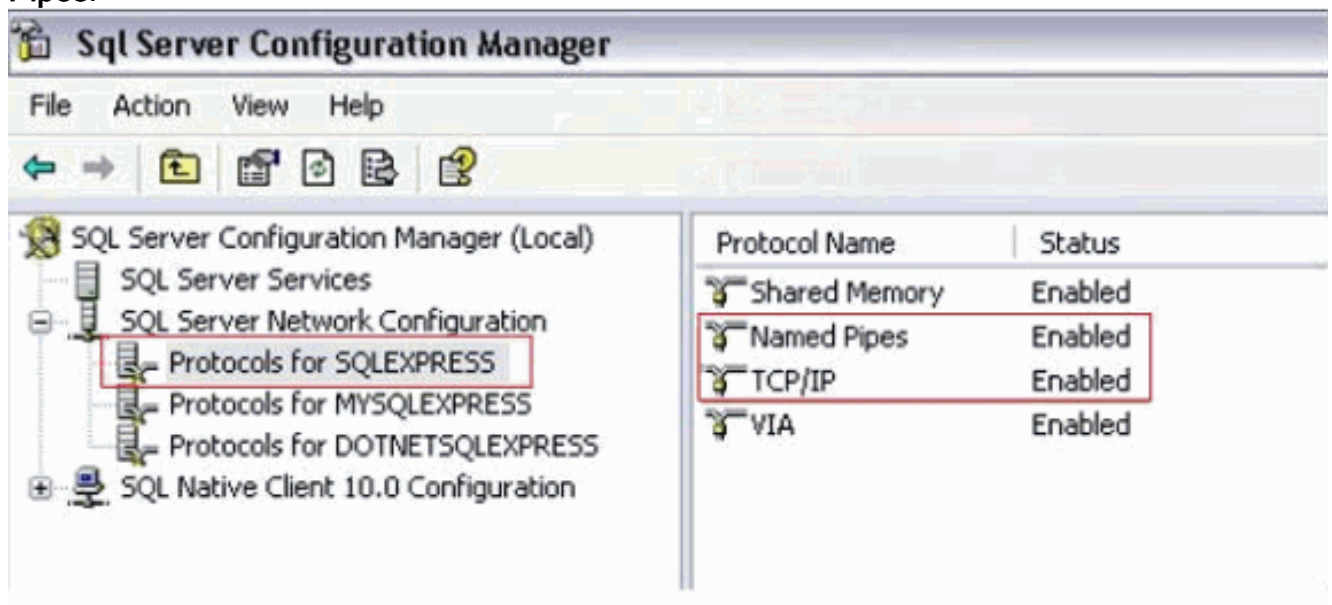 Pipes.
Sql Server Configuration Manager
File Action View Help
SQL Server Configuration Manager (Local)
SQL Server Services
SQL Server Network Configuration
Protocols for SQLEXPRESS
Protocols for MYSQLEXPRESS
Protocols for DOTNETSQLEXPRESS
SQL Native Client 10.0 Configuration
Protocol Name Status
Shared Memory Enabled
Named Pipes Enabled
TCP/IP Enabled
VIA Enabled